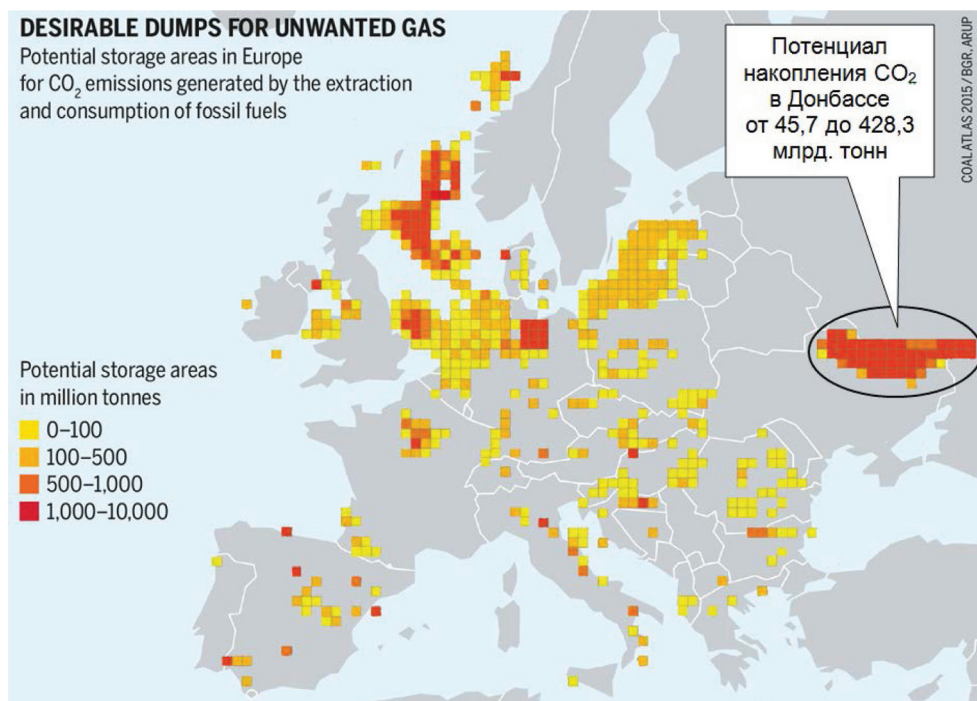 DESIRABLE DUMPS FOR UNWANTED GAS
Potential storage areas in Europe
for CO₂ emissions generated by the extraction
and consumption of fossil fuels
Потенциал
накопления CO₂
в Донбассе
от 45,7 до 428,3
млрд. тонн
COALATLAS 2015 / BGR, ARUP
Potential storage areas
in million tonnes
0–100
100–500
500–1,000
1,000–10,000